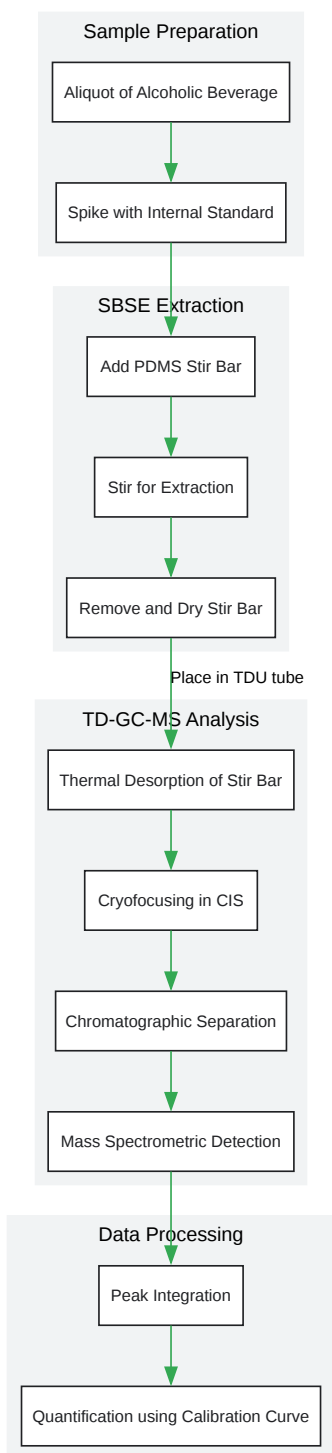 Sample Preparation
Aliquot of Alcoholic Beverage
Spike with Internal Standard
SBSE Extraction
Add PDMS Stir Bar
Stir for Extraction
Remove and Dry Stir Bar
Place in TDU tube
TD-GC-MS Analysis
Thermal Desorption of Stir Bar
Cryofocusing in CIS
Chromatographic Separation
Mass Spectrometric Detection
Data Processing
Peak Integration
Quantification using Calibration Curve